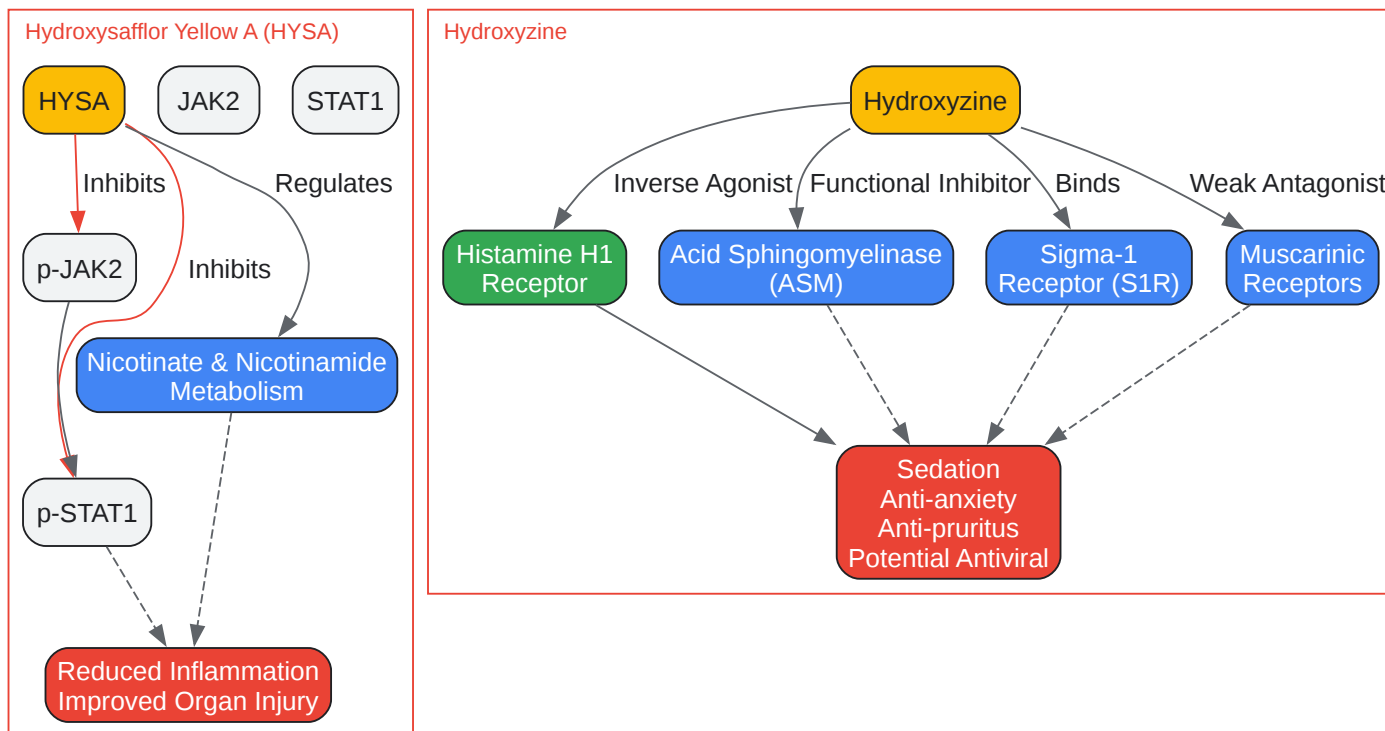 Hydroxysafflor Yellow A (HYSA)
HYSA
JAK2
STAT1
Inhibits
Regulates
p-JAK2
Inhibits
Nicotinate & Nicotinamide
Metabolism
p-STAT1
Reduced Inflammation
Improved Organ Injury
Hydroxyzine
Hydroxyzine
Inverse Agonist
Functional Inhibitor
Binds
Weak Antagonist
Histamine H1
Receptor
Acid Sphingomyelinase
(ASM)
Sigma-1
Receptor (S1R)
Muscarinic
Receptors
Sedation
Anti-anxiety
Anti-pruritus
Potential Antiviral